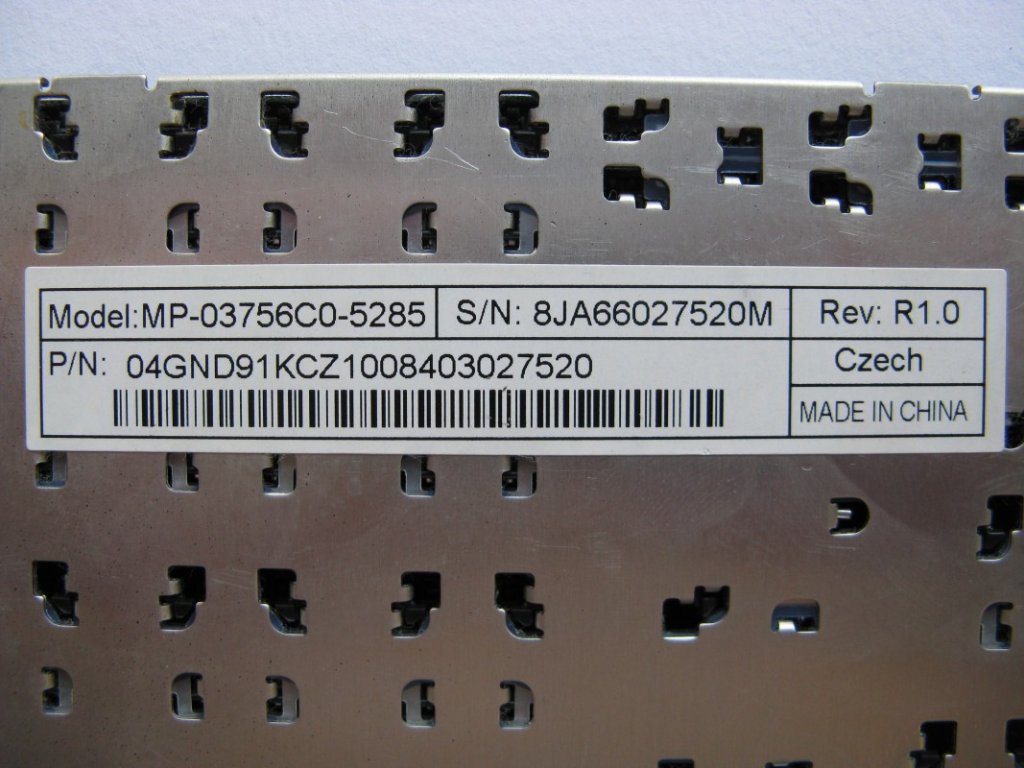 Model:MP-03756C0-5285 S/N: 8JA66027520M Rev: R1.0
P/N: 04GND91KCZ1008403027520 Czech
MADE IN CHINA